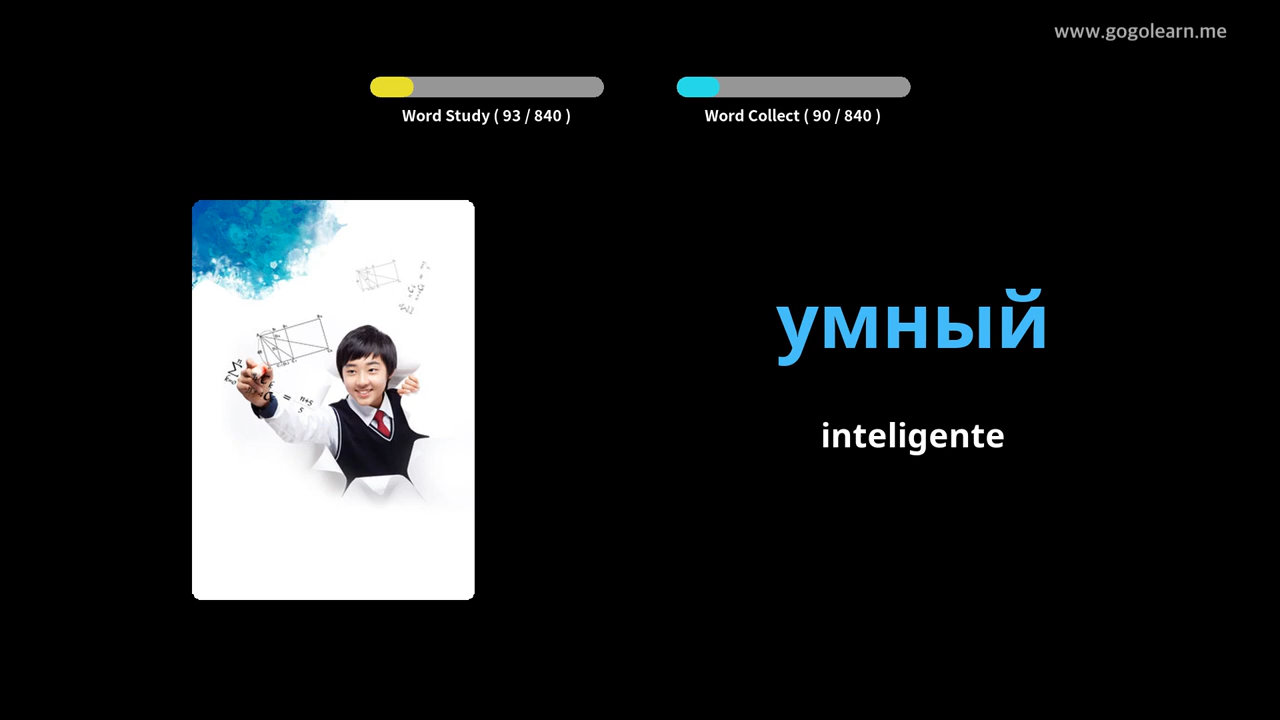 www.gogolearn.me
Word Study ( 93 / 840 )
Word Collect ( 90 / 840 )
умный
inteligente